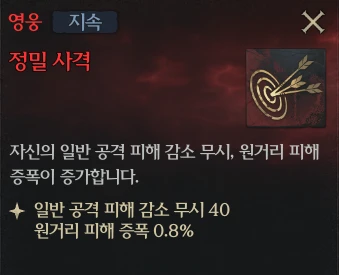 영웅 지속
정밀 사격
자신의 일반 공격 피해 감소 무시, 원거리 피해
증폭이 증가합니다.
일반 공격 피해 감소 무시 40
원거리 피해 증폭 0.8%